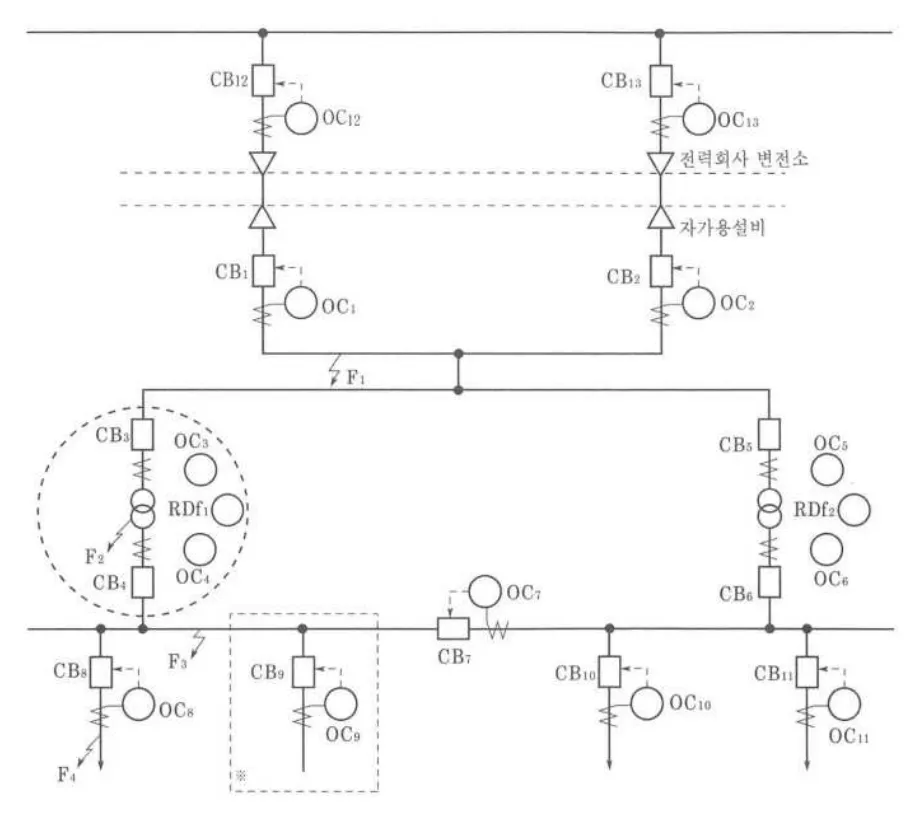 CB12
OC12
CB13
OC13
전력회사 변전소
자가용설비
CB1
OC1
CB2
OC2
F1
CB3
OC3
RDf1
F2
OC4
CB4
CB5
OC5
RDf2
OC6
CB6
OC7
CB7
F3
CB8
OC8
F4
CB9
OC9
※
CB10
OC10
CB11
OC11